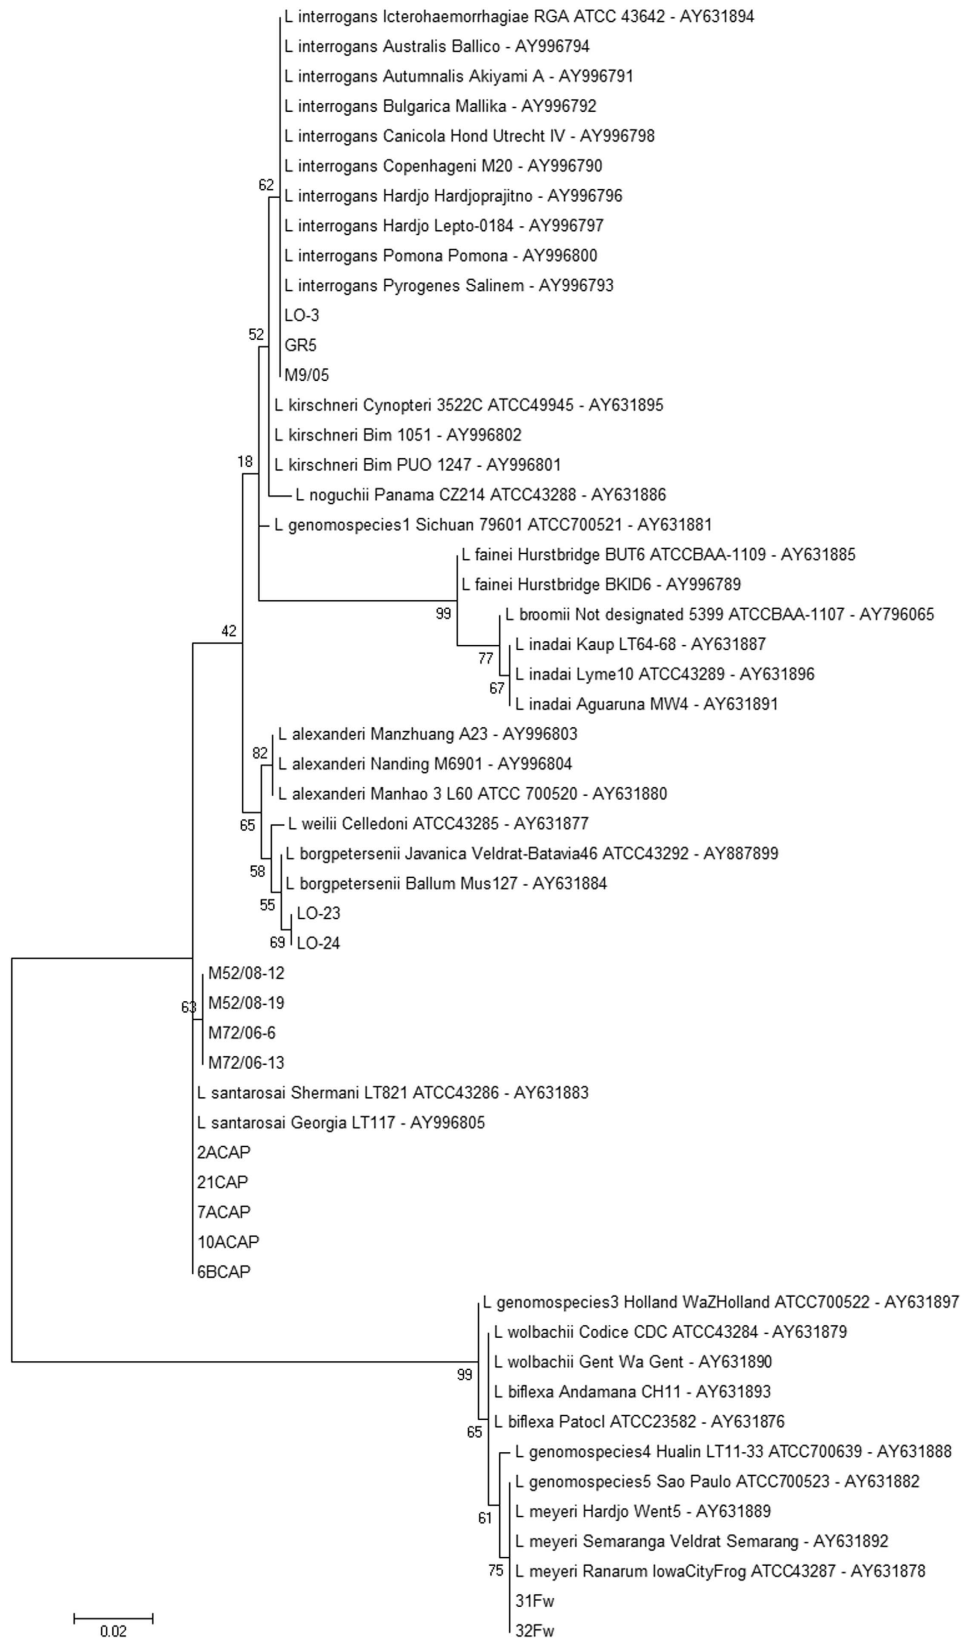 L interrogans Icterohaemorrhagiae RGA ATCC 43642 - AY631894
L interrogans Australis Ballico - AY996794
L interrogans Autumnalis Akiyami A - AY996791
L interrogans Bulgarica Mallika - AY996792
L interrogans Canicola Hond Utrecht IV - AY996798
L interrogans Copenhageni M20 - AY996790
62
L interrogans Hardjo Hardjoprajitno - AY996796
L interrogans Hardjo Lepto-0184 - AY996797
L interrogans Pomona Pomona - AY996800
L interrogans Pyrogenes Salinem - AY996793
LO-3
52
GR5
M9/05
L kirschneri Cynopteri 3522C ATCC49945 - AY631895
L kirschneri Bim 1051 - AY996802
18
L kirschneri Bim PUO 1247 - AY996801
L noguchii Panama CZ214 ATCC43288 - AY631886
L genomospecies1 Sichuan 79601 ATCC700521 - AY631881
L fainei Hurstbridge BUT6 ATCCBAA-1109 - AY631885
L fainei Hurstbridge BKID6 - AY996789
99
L broomii Not designated 5399 ATCCBAA-1107 - AY796065
42
L inadai Kaup LT64-68 - AY631887
77
L inadai Lyme10 ATCC43289 - AY631896
67
L inadai Aguaruna MW4 - AY631891
L alexanderi Manzhuang A23 - AY996803
82
L alexanderi Nanding M6901 - AY996804
L alexanderi Manhao 3 L60 ATCC 700520 - AY631880
65
L weilii Celledoni ATCC43285 - AY631877
L borgpetersenii Javanica Veldrat-Batavia46 ATCC43292 - AY887899
58
L borgpetersenii Ballum Mus127 - AY631884
55
LO-23
69
LO-24
M52/08-12
M52/08-19
63
M72/06-6
M72/06-13
L santarosai Shermani LT821 ATCC43286 - AY631883
L santarosai Georgia LT117 - AY996805
2ACAP
21CAP
7ACAP
10ACAP
6BCAP
L genomospecies3 Holland WaZHolland ATCC700522 - AY631897
L wolbachii Codice CDC ATCC43284 - AY631879
L wolbachii Gent Wa Gent - AY631890
99
L biflexa Andamana CH11 - AY631893
L biflexa PatocI ATCC23582 - AY631876
65
L genomospecies4 Hualin LT11-33 ATCC700639 - AY631888
L genomospecies5 Sao Paulo ATCC700523 - AY631882
L meyeri Hardjo Went5 - AY631889
61
L meyeri Semaranga Veldrat Semarang - AY631892
75
L meyeri Ranarum IowaCityFrog ATCC43287 - AY631878
31Fw
32Fw
0.02